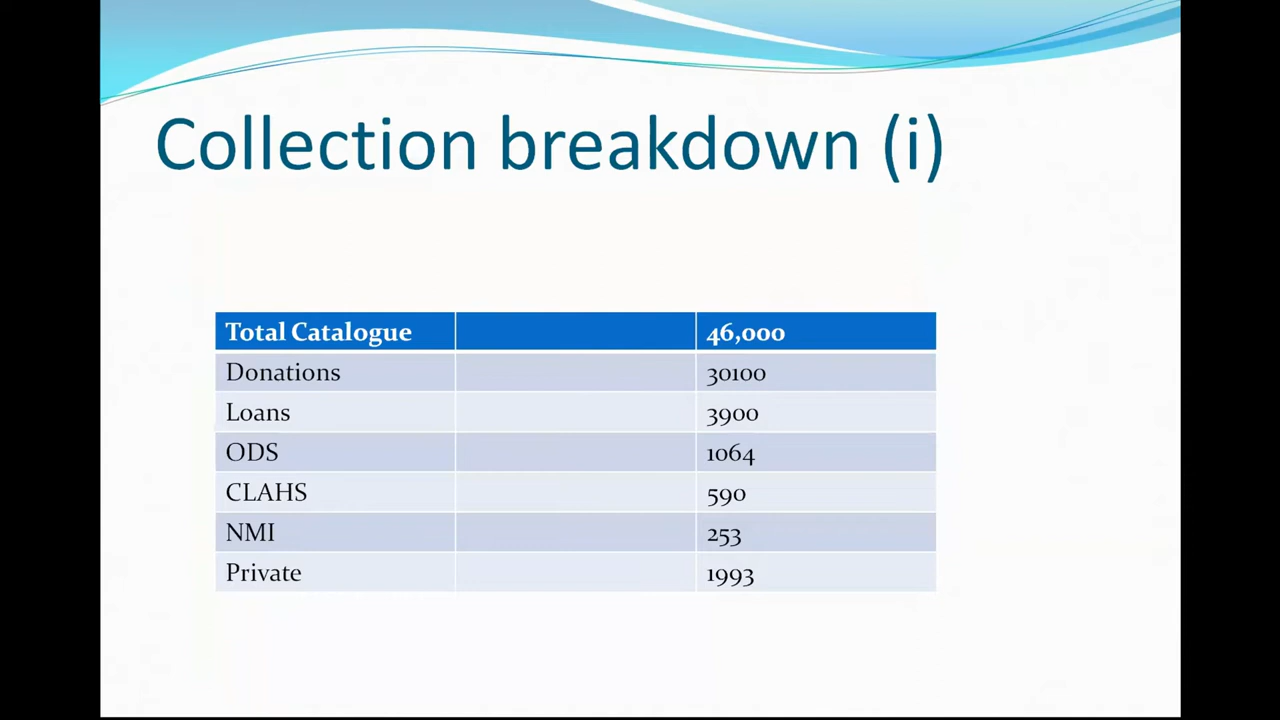 Collection breakdown (i)
Total Catalogue 46,000
Donations 30100
Loans 3900
ODS 1064
CLAHS 590
NMI 253
Private 1993